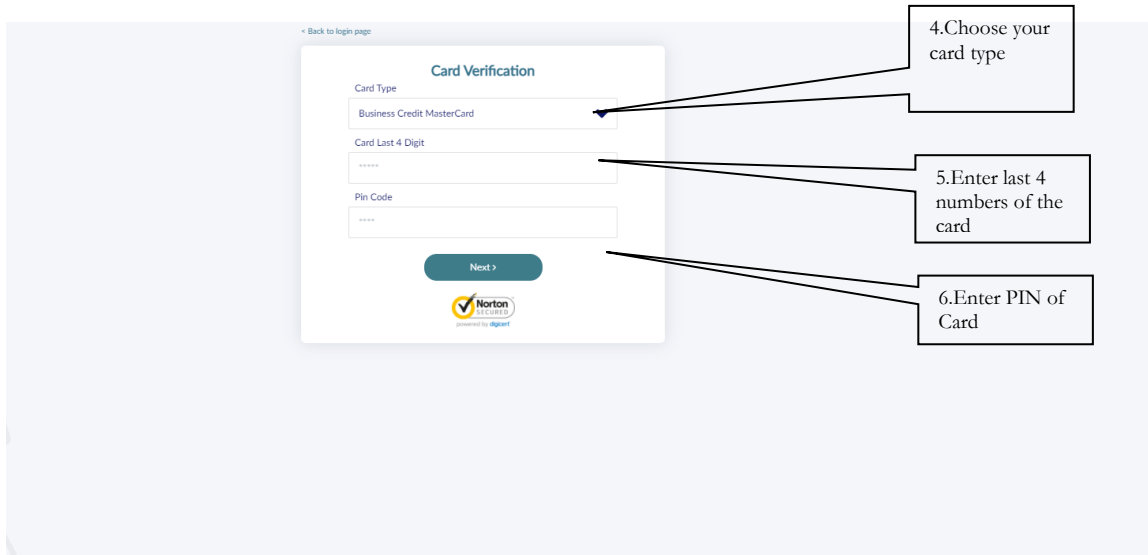 < Back to login page
Card Verification
Card Type
Business Credit MasterCard
Card Last 4 Digit
*****
Pin Code
****
Next >
Norton
SECURED
powered by digicert
4.Choose your
card type
5.Enter last 4
numbers of the
card
6.Enter PIN of
Card